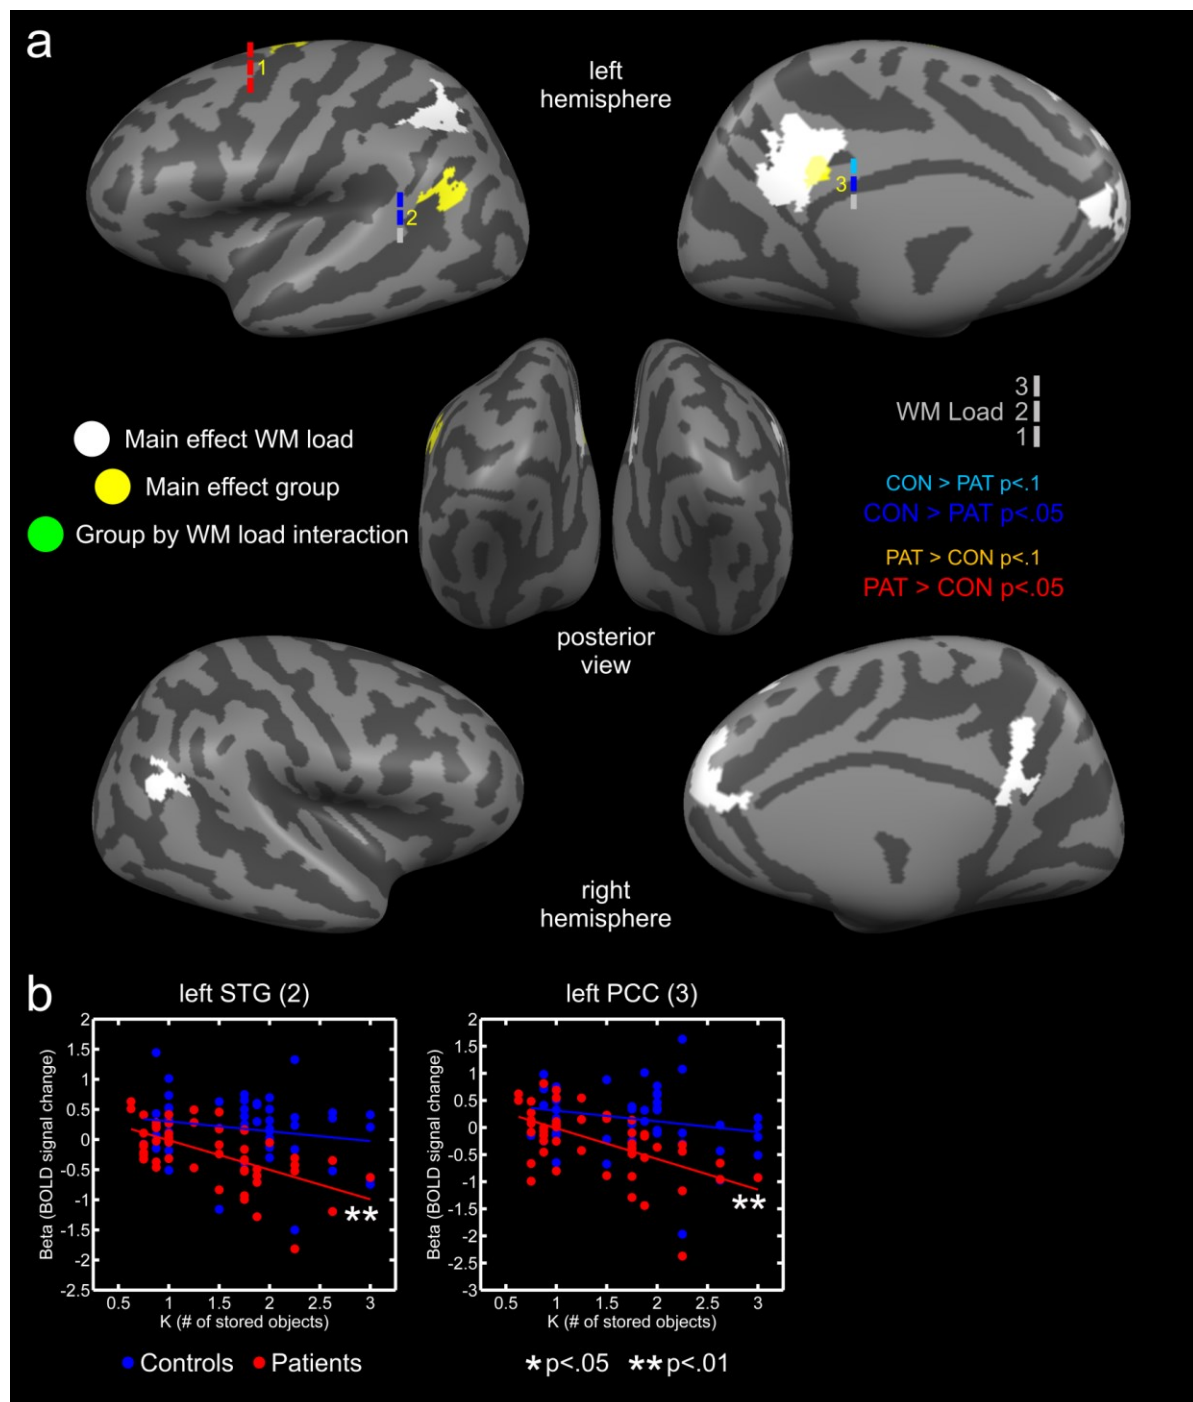 a
left
hemisphere
1
2
3
3
WM Load 2
1
Main effect WM load
Main effect group
Group by WM load interaction
CON > PAT p<.1
CON > PAT p<.05
PAT > CON p<.1
PAT > CON p<.05
posterior
view
right
hemisphere
b
left STG (2)
Beta (BOLD signal change)
2
1.5
1
0.5
0
-0.5
-1
-1.5
-2
-2.5
**
0.5 1 1.5 2 2.5 3
K (# of stored objects)
left PCC (3)
Beta (BOLD signal change)
2
1.5
1
0.5
0
-0.5
-1
-1.5
-2
-2.5
-3
**
0.5 1 1.5 2 2.5 3
K (# of stored objects)
Controls Patients
*p<.05 **p<.01